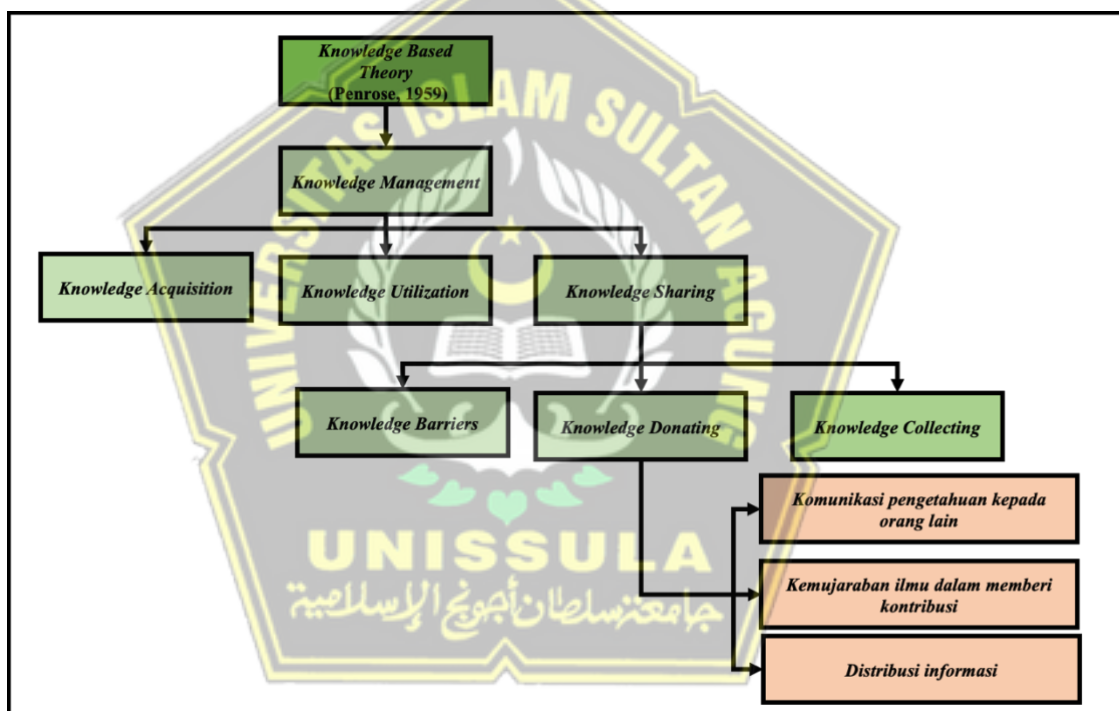 Knowledge Based
Theory
(Penrose, 1959)
UNIVERSITAS ISLAM SULTAN AGUNG
Knowledge Management
Knowledge Acquisition
Knowledge Utilization
Knowledge Sharing
Knowledge Barriers
Knowledge Donating
Knowledge Collecting
Komunikasi pengetahuan kepada
orang lain
UNISSULA
Kemujaraban ilmu dalam memberi
kontribusi
جامعة سلطان أجونج الإسلامية
Distribusi informasi